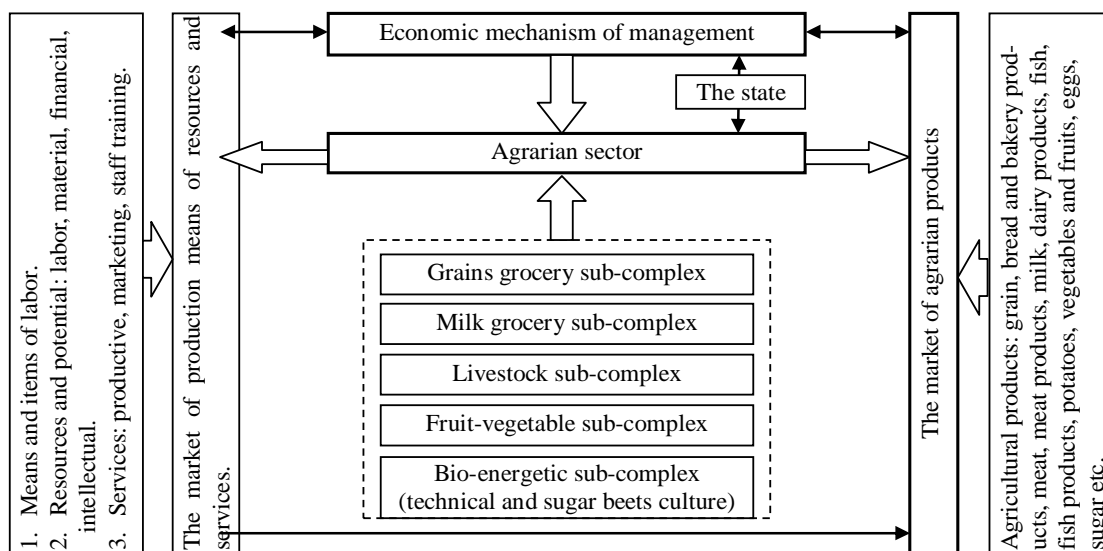 1. Means and items of labor.
2. Resources and potential: labor, material, financial,
intellectual.
3. Services: productive, marketing, staff training.
The market of production means of resources and
services.
Economic mechanism of management
The state
Agrarian sector
Grains grocery sub-complex
Milk grocery sub-complex
Livestock sub-complex
Fruit-vegetable sub-complex
Bio-energetic sub-complex
(technical and sugar beets culture)
The market of agrarian products
Agricultural products: grain, bread and bakery prod-
ucts, meat, meat products, milk, dairy products, fish,
fish products, potatoes, vegetables and fruits, eggs,
sugar etc.